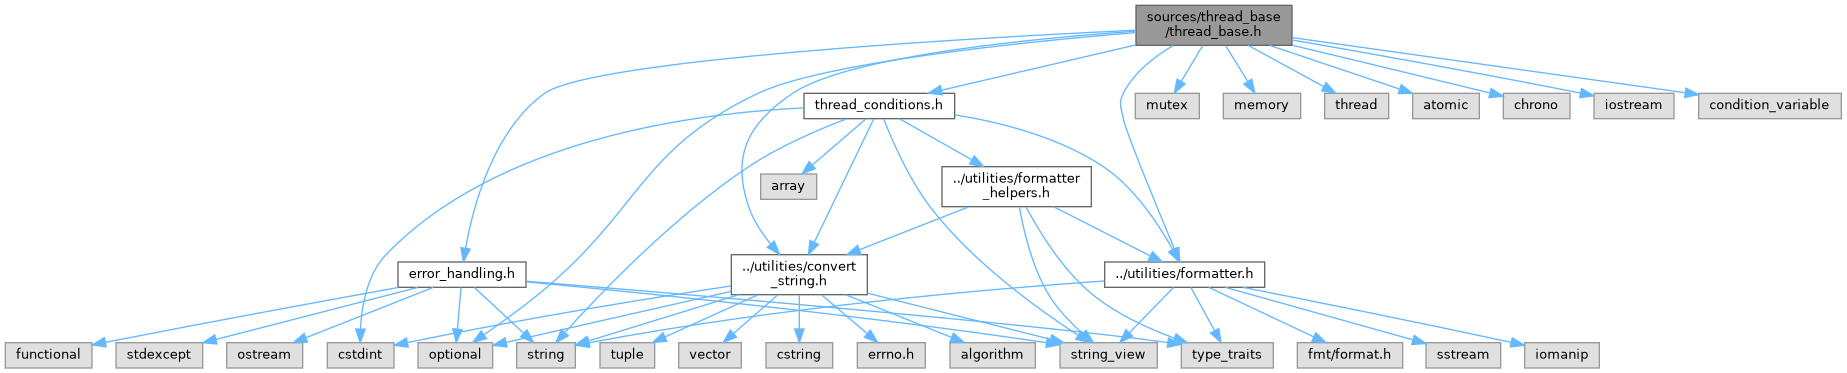 sources/thread_base
/thread_base.h
thread_conditions.h
mutex
memory
thread
atomic
chrono
iostream
condition_variable
array
../utilities/formatter
_helpers.h
error_handling.h
../utilities/convert
_string.h
../utilities/formatter.h
functional
stdexcept
ostream
cstdint
optional
string
tuple
vector
cstring
errno.h
algorithm
string_view
type_traits
fmt/format.h
sstream
iomanip